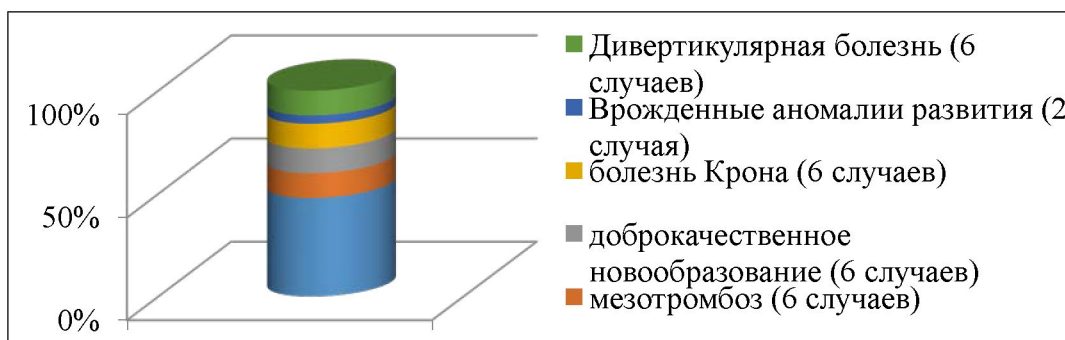 100%
50%
0%
Дивертикулярная болезнь (6
случаев)
Врожденные аномалии развития (2
случая)
болезнь Крона (6 случаев)
доброкачественное
новообразование (6 случаев)
мезотромбоз (6 случаев)